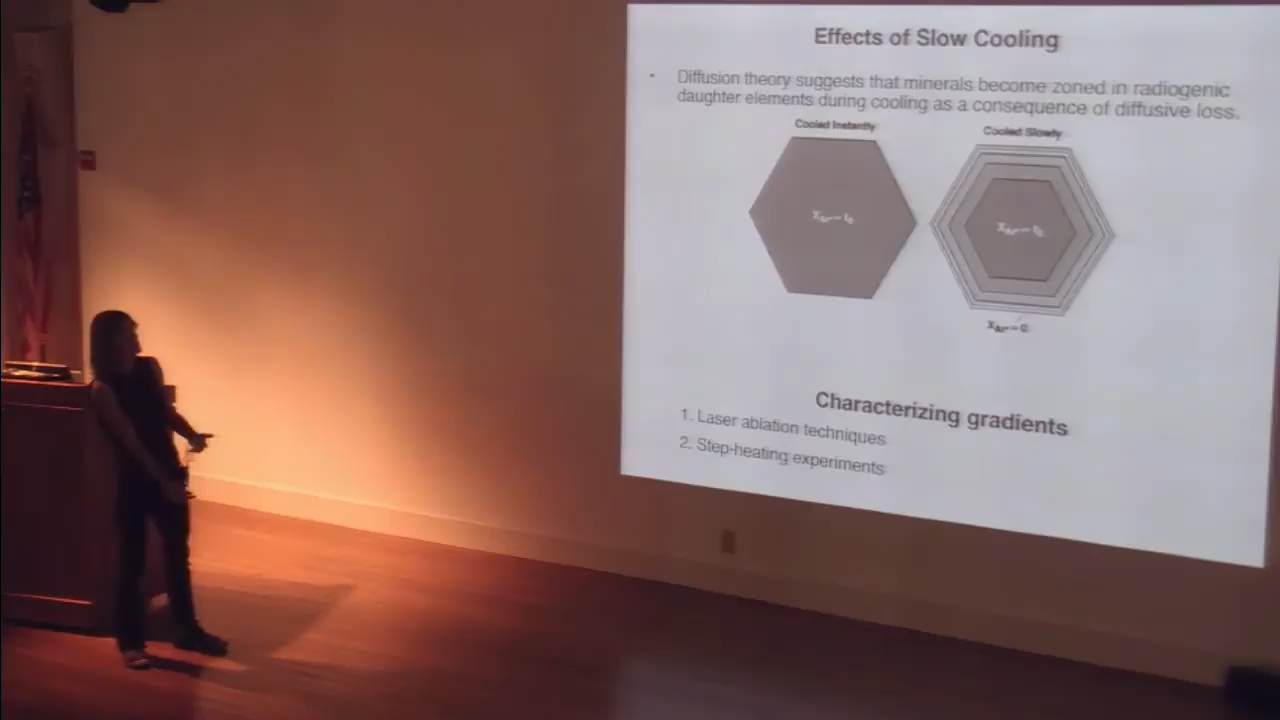 Effects of Slow Cooling
• Diffusion theory suggests that minerals become zoned in radiogenic
daughter elements during cooling as a consequence of diffusive loss.
Cooled Instantly
Cooled Slowly
Characterizing gradients
1. Laser ablation techniques
2. Step-heating experiments